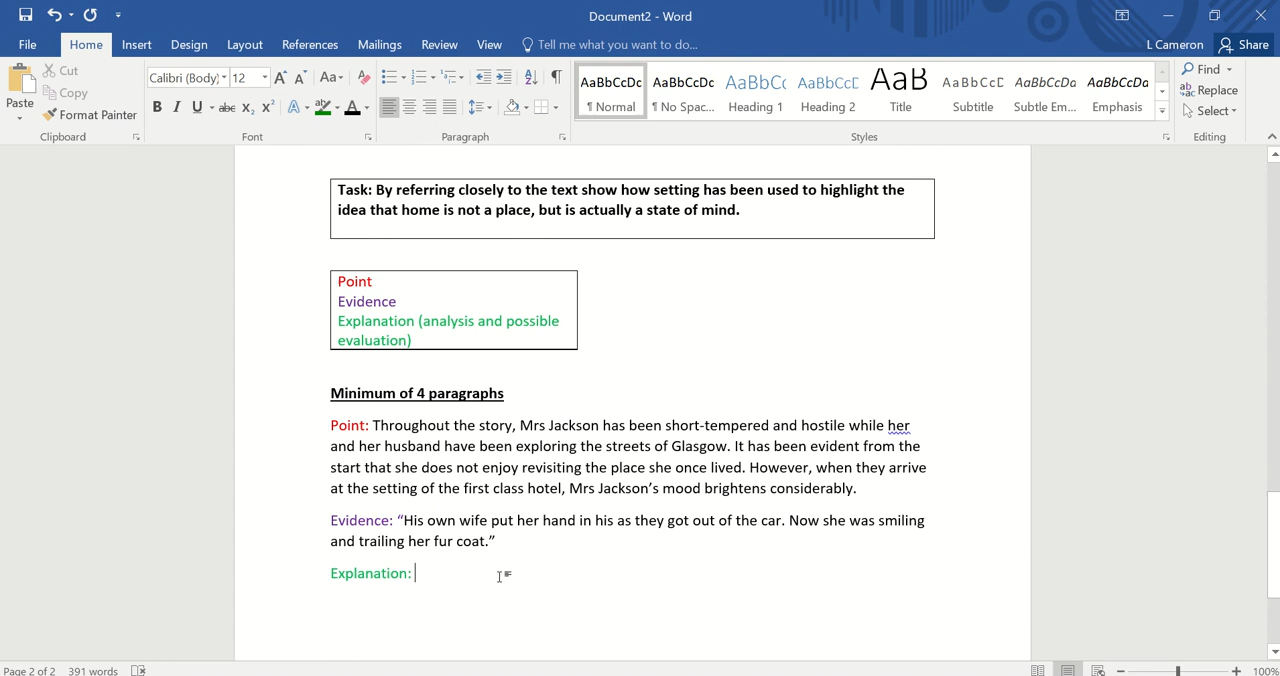 Document2 - Word
File Home Insert Design Layout References Mailings Review View Tell me what you want to do... L Cameron Share
Cut
Copy
Paste
Format Painter
Calibri (Body) 12
Aa
B I U abc X₂ X²
AaBbCcDc AaBbCcDc AaBbCc AaBbCcC AaB AaBbCcC AaBbCcDc AaBbCcDc
¶ Normal ¶ No Spac... Heading 1 Heading 2 Title Subtitle Subtle Em... Emphasis
Find
Replace
Select
Clipboard Font Paragraph Styles Editing
Task: By referring closely to the text show how setting has been used to highlight the
idea that home is not a place, but is actually a state of mind.
Point
Evidence
Explanation (analysis and possible
evaluation)
Minimum of 4 paragraphs
Point: Throughout the story, Mrs Jackson has been short-tempered and hostile while her
and her husband have been exploring the streets of Glasgow. It has been evident from the
start that she does not enjoy revisiting the place she once lived. However, when they arrive
at the setting of the first class hotel, Mrs Jackson’s mood brightens considerably.
Evidence: “His own wife put her hand in his as they got out of the car. Now she was smiling
and trailing her fur coat.”
Explanation:
Page 2 of 2 391 words 100%